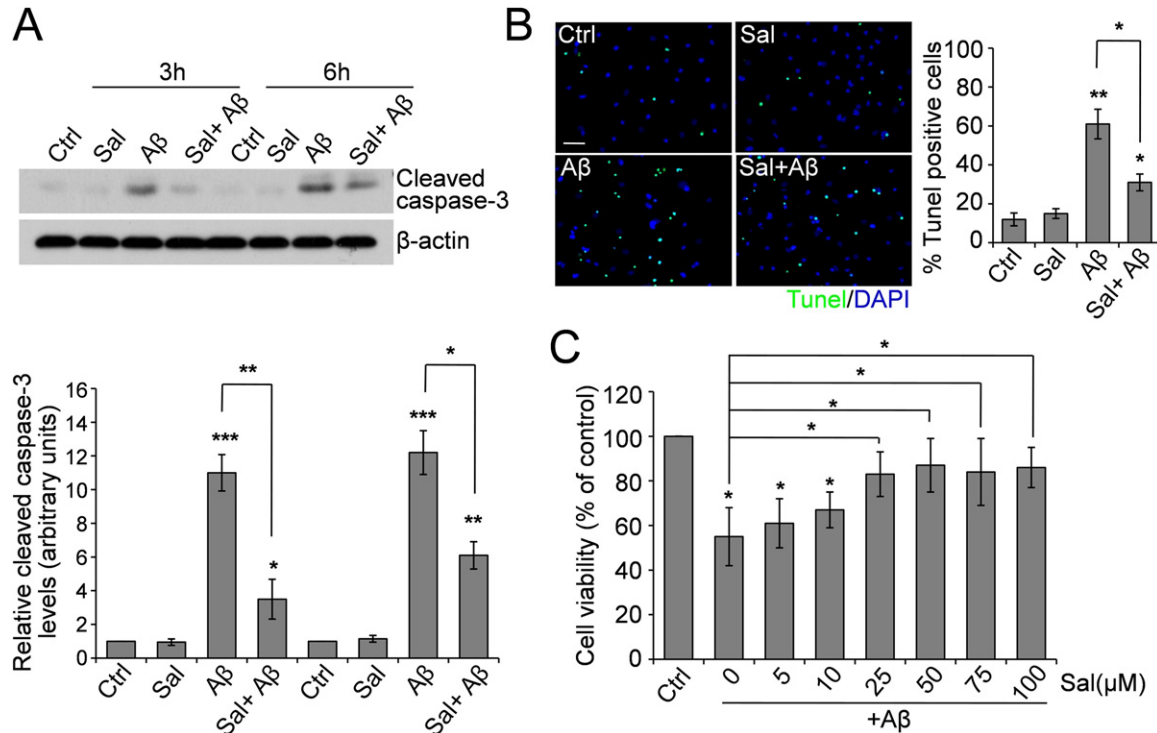 A
3h
6h
Ctrl
Sal
Aβ
Sal+ Aβ
Ctrl
Sal
Aβ
Sal+ Aβ
Cleaved
caspase-3
β-actin
Relative cleaved caspase-3
levels (arbitrary units)
16
14
12
10
8
6
4
2
0
***
**
*
***
*
**
Ctrl
Sal
Aβ
Sal+ Aβ
Ctrl
Sal
Aβ
Sal+ Aβ
B
Ctrl
Sal
Aβ
Sal+Aβ
Tunel/DAPI
% Tunel positive cells
100
80
60
40
20
0
*
**
*
Ctrl
Sal
Aβ
Sal+ Aβ
C
Cell viability (% of control)
120
100
80
60
40
20
0
*
*
*
*
*
*
*
Ctrl
0
5
10
25
50
75
100
Sal(μM)
+Aβ